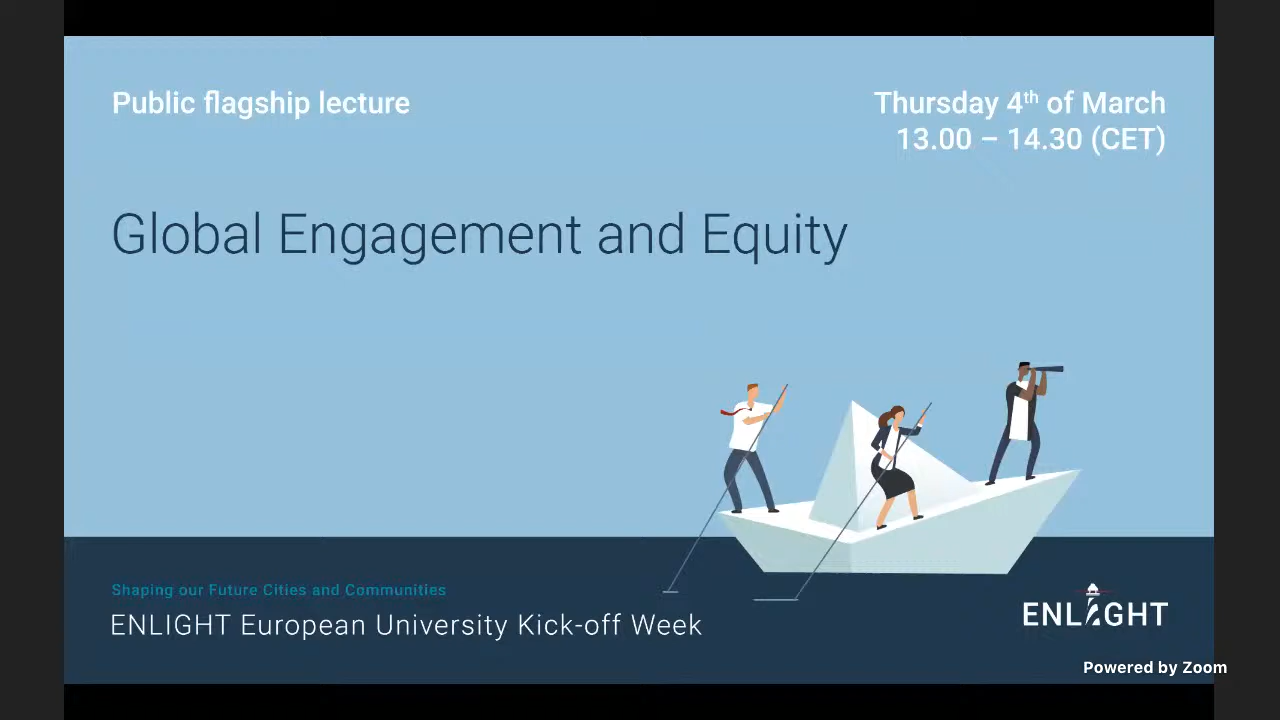 Public flagship lecture
Thursday 4th of March
13.00 – 14.30 (CET)
Global Engagement and Equity
Shaping our Future Cities and Communities
ENLIGHT European University Kick-off Week
ENLIGHT
Powered by Zoom